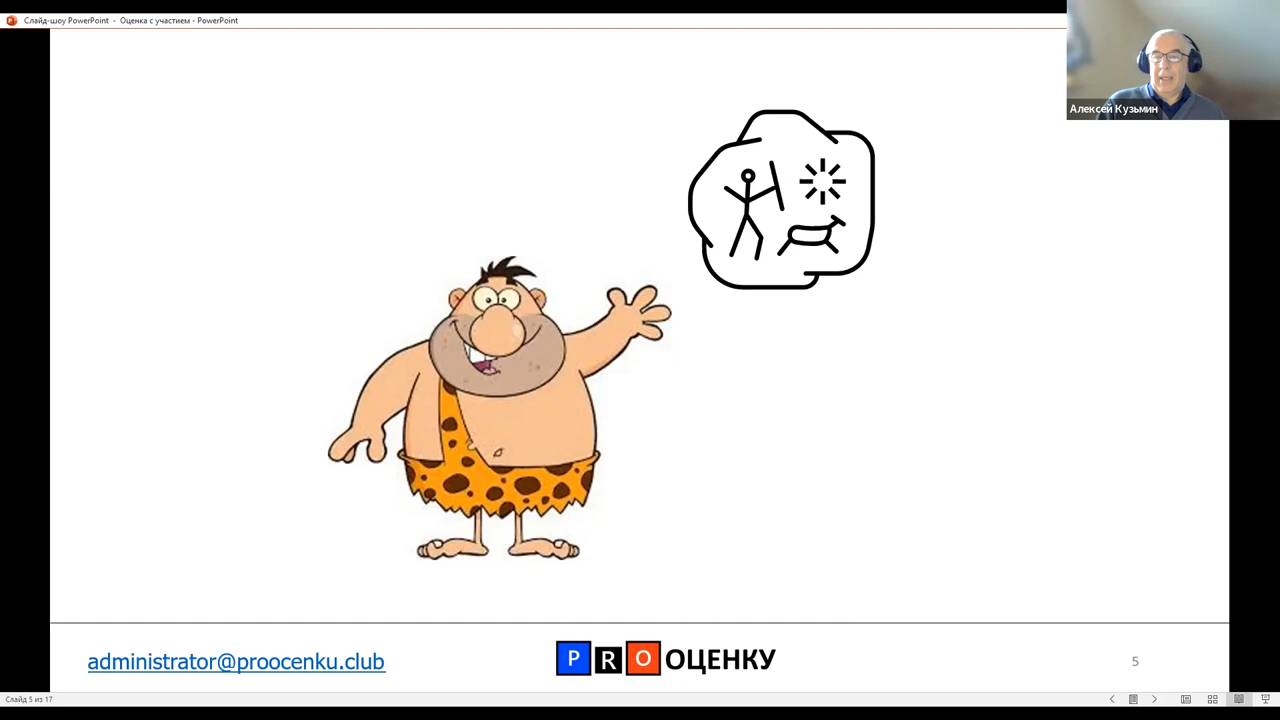 Слайд-шоу PowerPoint - Оценка с участием - PowerPoint
Алексей Кузьмин
administrator@proocenku.club
PRO ОЦЕНКУ
5
Слайд 5 из 17